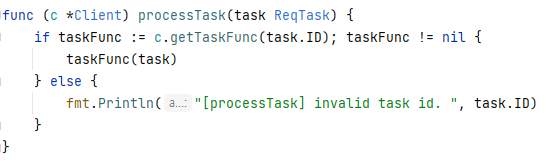 func (c *Client) processTask(task ReqTask) {
    if taskFunc := c.getTaskFunc(task.ID); taskFunc != nil {
        taskFunc(task)
    } else {
        fmt.Println( a...: "[processTask] invalid task id. ", task.ID)
    }
}